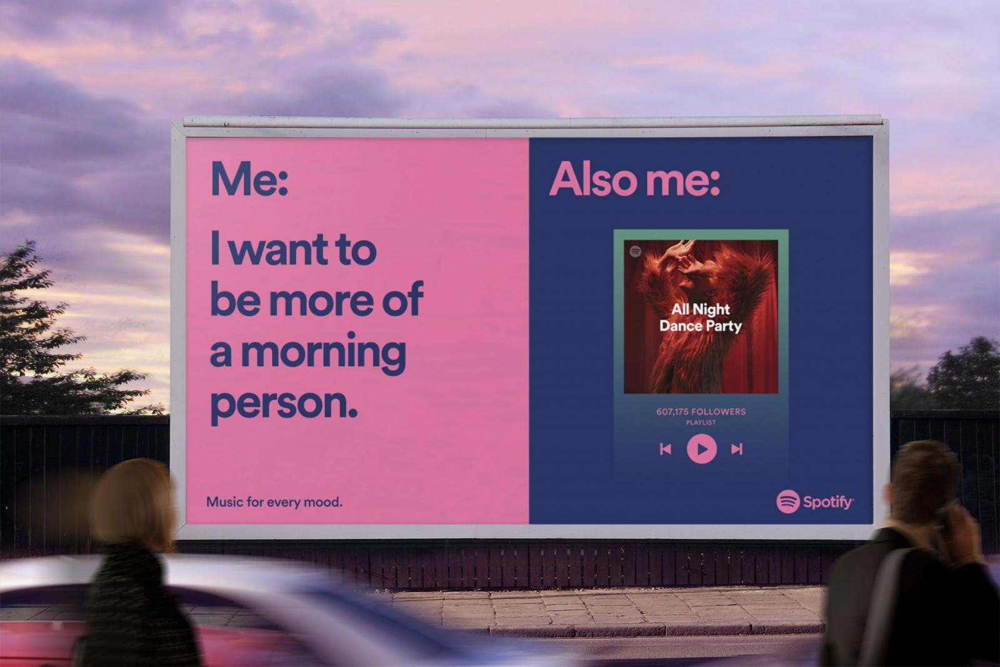 Me:
I want to
be more of
a morning
person.
Music for every mood.
Also me:
All Night
Dance Party
607,175 FOLLOWERS
PLAYLIST
Spotify